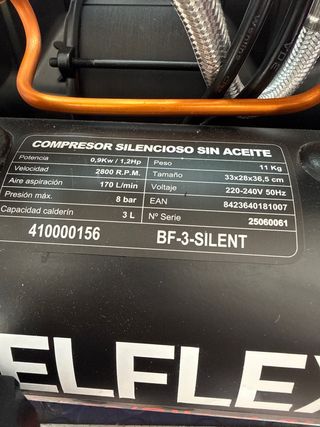 COMPRESOR SILENCIOSO SIN ACEITE
Potencia 0,9Kw / 1,2Hp Peso 11 Kg
Velocidad 2800 R.P.M. Tamaño 33x28x36,5 cm
Aire aspiración 170 L/min Voltaje 220-240V 50Hz
Presión máx. 8 bar EAN 8423640181007
Capacidad calderín 3 L Nº Serie 25060061
410000156 BF-3-SILENT
ELFLEX